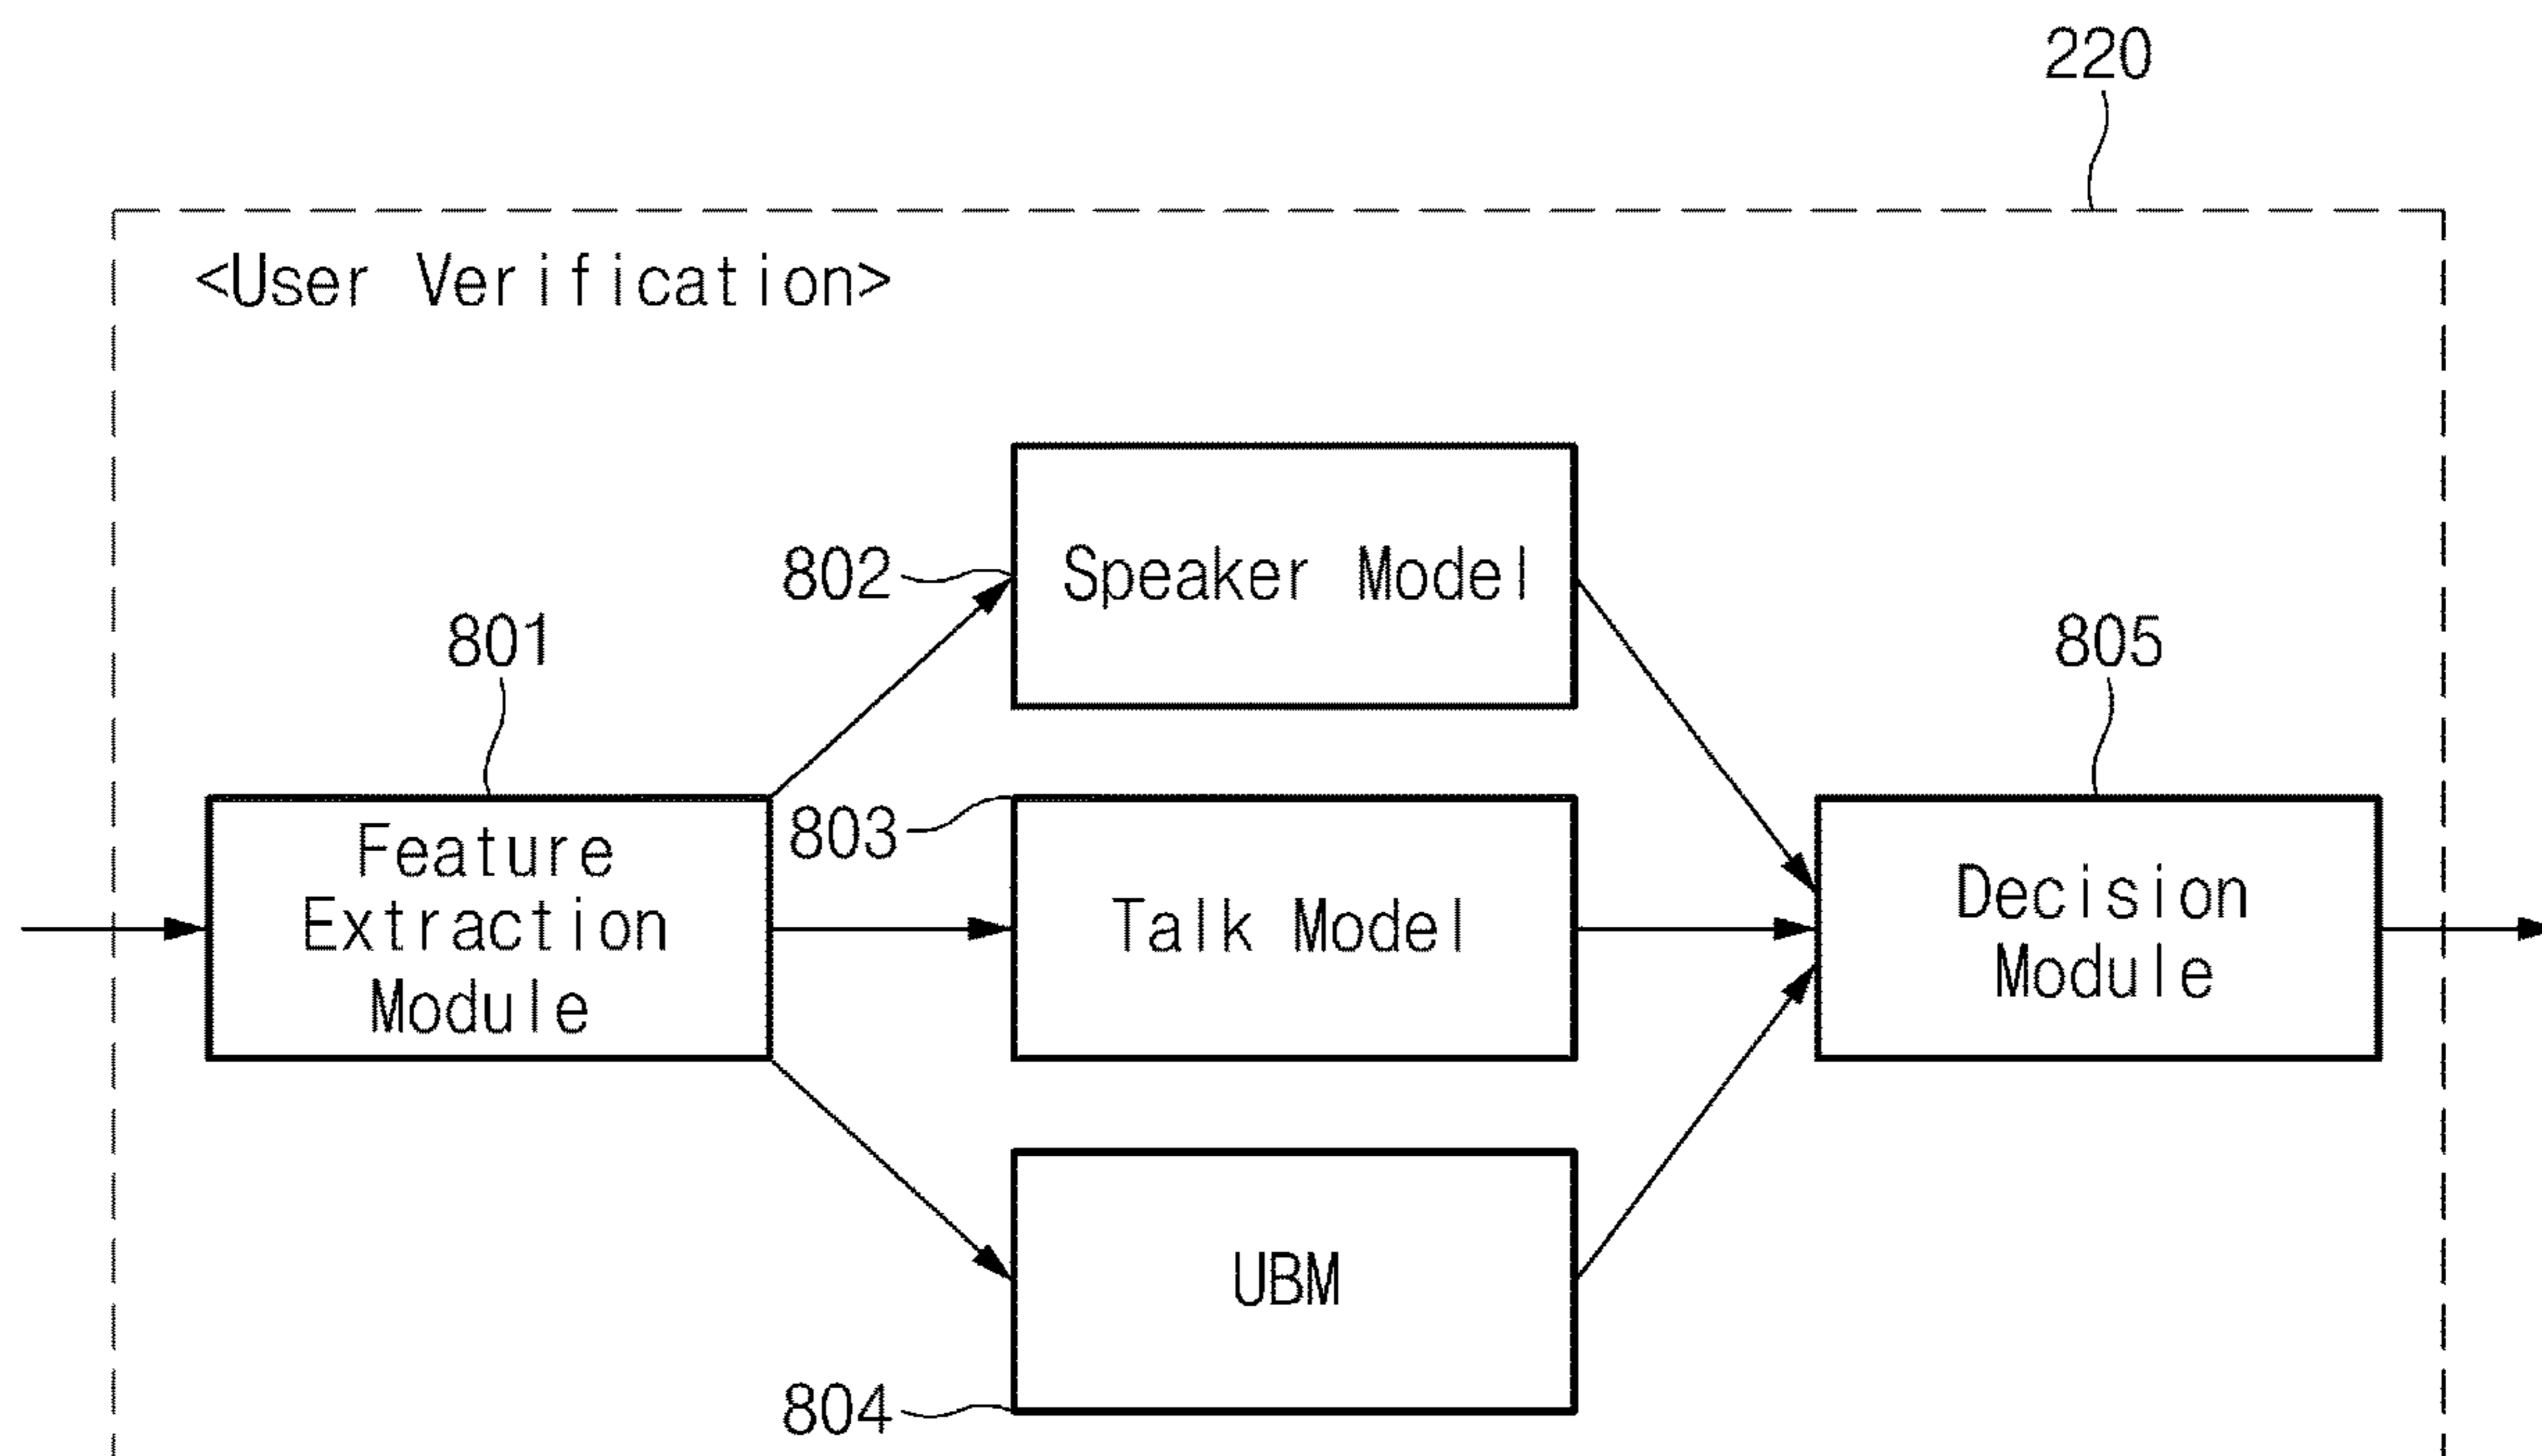 220
<User Verification>
802
Speaker Model
801
805
803
Feature
Extraction
Module
Talk Model
Decision
Module
UBM
804